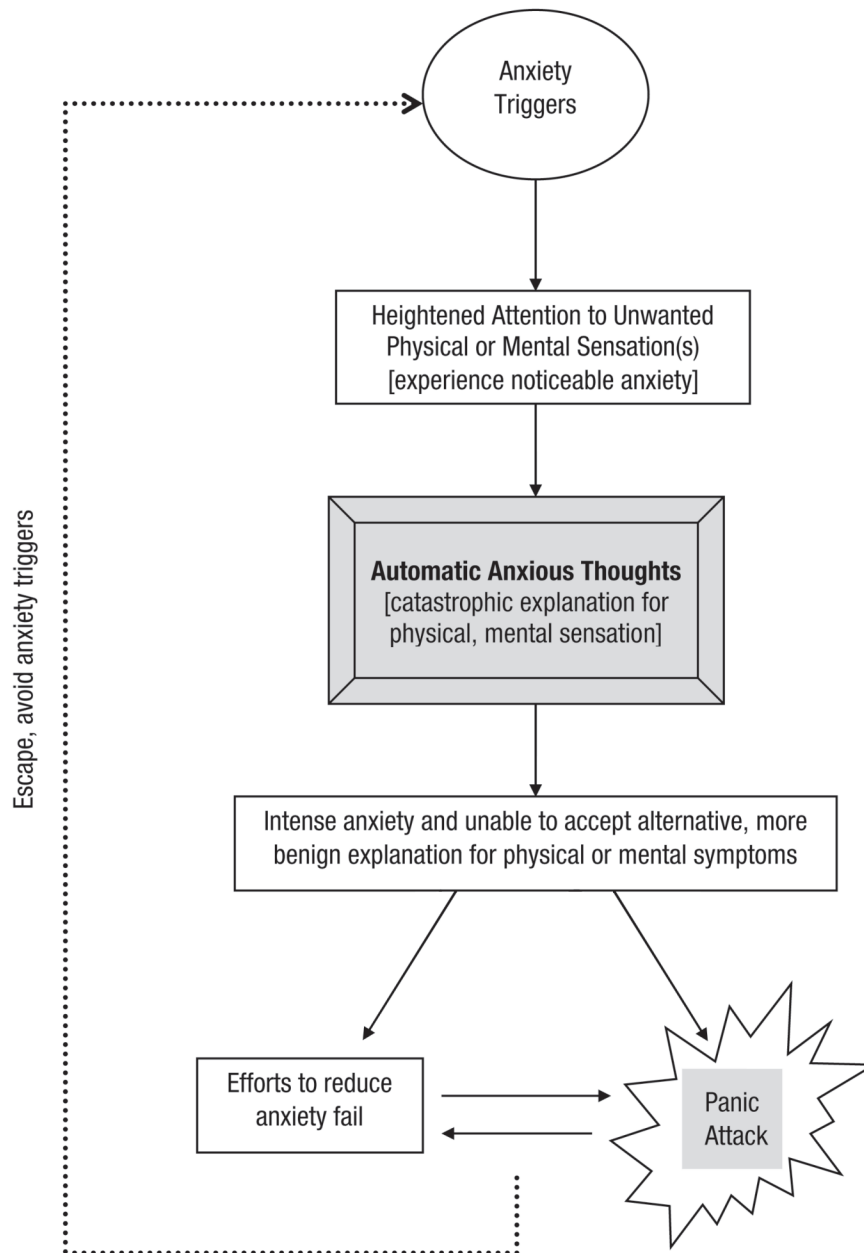 Anxiety
Triggers
Heightened Attention to Unwanted
Physical or Mental Sensation(s)
[experience noticeable anxiety]
Automatic Anxious Thoughts
[catastrophic explanation for
physical, mental sensation]
Escape, avoid anxiety triggers
Intense anxiety and unable to accept alternative, more
benign explanation for physical or mental symptoms
Efforts to reduce
anxiety fail
Panic
Attack